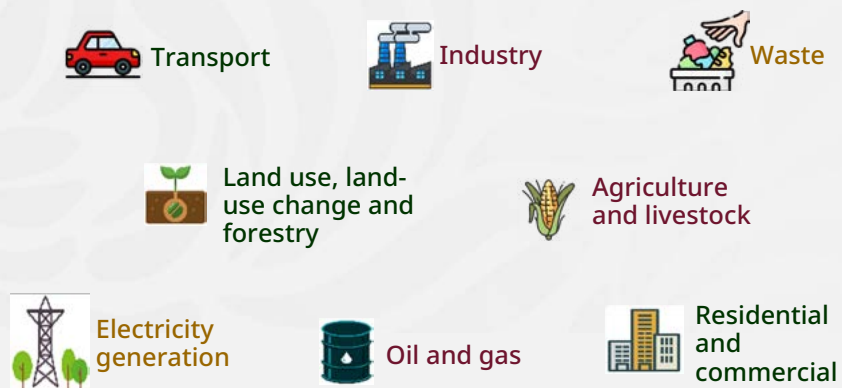 Transport
Industry
Waste
Land use, land-
use change and
forestry
Agriculture
and livestock
Electricity
generation
Oil and gas
Residential
and
commercial